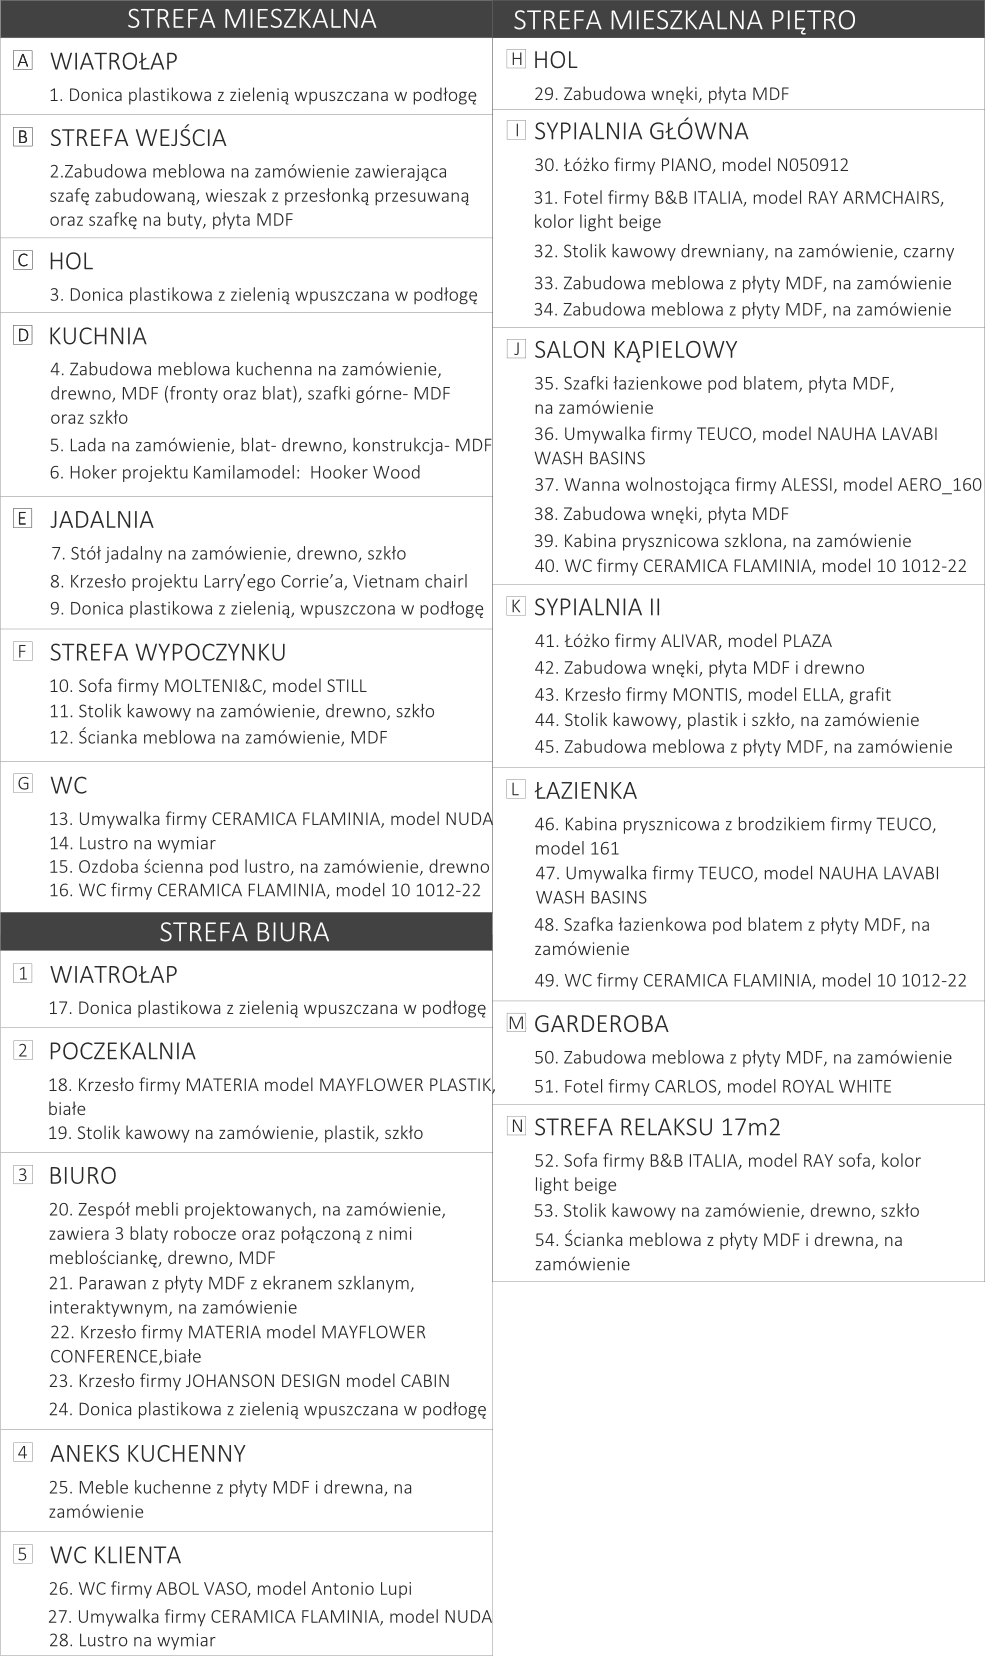 STREFA MIESZKALNA
A WIATROŁAP
1. Donica plastikowa z zielenią wpuszczana w podłogę
B STREFA WEJŚCIA
2.Zabudowa meblowa na zamówienie zawierająca
szafę zabudowaną, wieszak z przesłonką przesuwaną
oraz szafkę na buty, płyta MDF
C HOL
3. Donica plastikowa z zielenią wpuszczana w podłogę
D KUCHNIA
4. Zabudowa meblowa kuchenna na zamówienie,
drewno, MDF (fronty oraz blat), szafki górne- MDF
oraz szkło
5. Lada na zamówienie, blat- drewno, konstrukcja- MDF
6. Hoker projektu Kamilamodel: Hooker Wood
E JADALNIA
7. Stół jadalny na zamówienie, drewno, szkło
8. Krzesło projektu Larry’ego Corrie’a, Vietnam chairl
9. Donica plastikowa z zielenią, wpuszczona w podłogę
F STREFA WYPOCZYNKU
10. Sofa firmy MOLTENI&C, model STILL
11. Stolik kawowy na zamówienie, drewno, szkło
12. Ścianka meblowa na zamówienie, MDF
G WC
13. Umywalka firmy CERAMICA FLAMINIA, model NUDA
14. Lustro na wymiar
15. Ozdoba ścienna pod lustro, na zamówienie, drewno
16. WC firmy CERAMICA FLAMINIA, model 10 1012-22
STREFA BIURA
1 WIATROŁAP
17. Donica plastikowa z zielenią wpuszczana w podłogę
2 POCZEKALNIA
18. Krzesło firmy MATERIA model MAYFLOWER PLASTIK,
białe
19. Stolik kawowy na zamówienie, plastik, szkło
3 BIURO
20. Zespół mebli projektowanych, na zamówienie,
zawiera 3 blaty robocze oraz połączoną z nimi
meblościankę, drewno, MDF
21. Parawan z płyty MDF z ekranem szklanym,
interaktywnym, na zamówienie
22. Krzesło firmy MATERIA model MAYFLOWER
CONFERENCE,białe
23. Krzesło firmy JOHANSON DESIGN model CABIN
24. Donica plastikowa z zielenią wpuszczana w podłogę
4 ANEKS KUCHENNY
25. Meble kuchenne z płyty MDF i drewna, na
zamówienie
5 WC KLIENTA
26. WC firmy ABOL VASO, model Antonio Lupi
27. Umywalka firmy CERAMICA FLAMINIA, model NUDA
28. Lustro na wymiar
STREFA MIESZKALNA PIĘTRO
H HOL
29. Zabudowa wnęki, płyta MDF
I SYPIALNIA GŁÓWNA
30. Łóżko firmy PIANO, model N050912
31. Fotel firmy B&B ITALIA, model RAY ARMCHAIRS,
kolor light beige
32. Stolik kawowy drewniany, na zamówienie, czarny
33. Zabudowa meblowa z płyty MDF, na zamówienie
34. Zabudowa meblowa z płyty MDF, na zamówienie
J SALON KĄPIELOWY
35. Szafki łazienkowe pod blatem, płyta MDF,
na zamówienie
36. Umywalka firmy TEUCO, model NAUHA LAVABI
WASH BASINS
37. Wanna wolnostojąca firmy ALESSI, model AERO_160
38. Zabudowa wnęki, płyta MDF
39. Kabina prysznicowa szklona, na zamówienie
40. WC firmy CERAMICA FLAMINIA, model 10 1012-22
K SYPIALNIA II
41. Łóżko firmy ALIVAR, model PLAZA
42. Zabudowa wnęki, płyta MDF i drewno
43. Krzesło firmy MONTIS, model ELLA, grafit
44. Stolik kawowy, plastik i szkło, na zamówienie
45. Zabudowa meblowa z płyty MDF, na zamówienie
L ŁAZIENKA
46. Kabina prysznicowa z brodzikiem firmy TEUCO,
model 161
47. Umywalka firmy TEUCO, model NAUHA LAVABI
WASH BASINS
48. Szafka łazienkowa pod blatem z płyty MDF, na
zamówienie
49. WC firmy CERAMICA FLAMINIA, model 10 1012-22
M GARDEROBA
50. Zabudowa meblowa z płyty MDF, na zamówienie
51. Fotel firmy CARLOS, model ROYAL WHITE
N STREFA RELAKSU 17m2
52. Sofa firmy B&B ITALIA, model RAY sofa, kolor
light beige
53. Stolik kawowy na zamówienie, drewno, szkło
54. Ścianka meblowa z płyty MDF i drewna, na
zamówienie